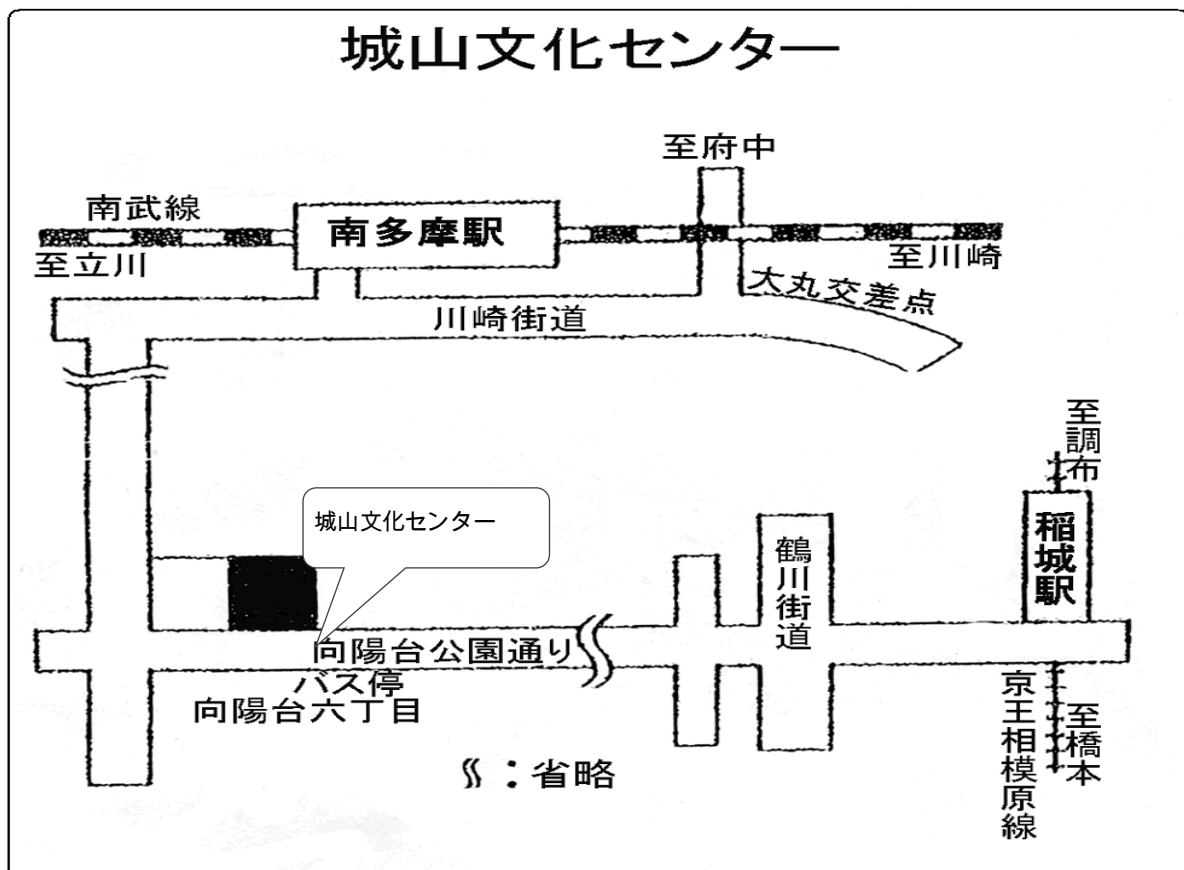 城山文化センター
至府中
南武線
南多摩駅
至立川
至川崎
大丸交差点
川崎街道
至調布
城山文化センター
稲城駅
鶴川街道
向陽台公園通り
バス停
向陽台六丁目
京王相模原線
至橋本
：省略